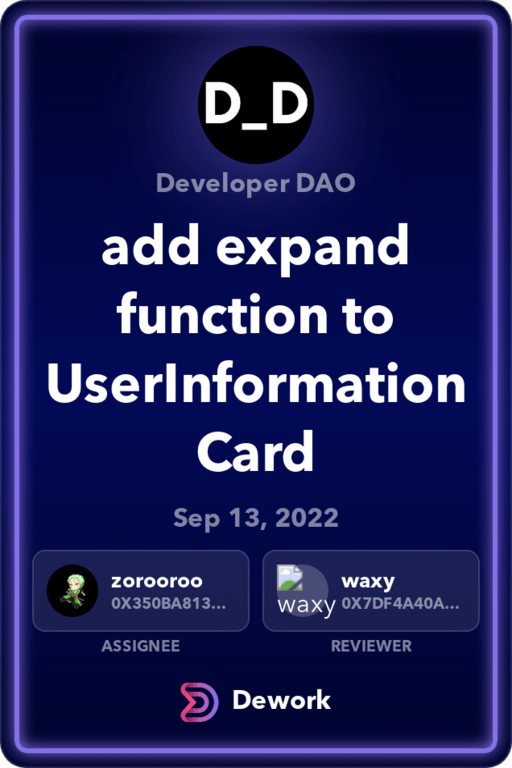 D_D
Developer DAO
add expand
function to
UserInformation
Card
Sep 13, 2022
zorooroo
0X350BA813...
ASSIGNEE
waxy
waxy
0X7DF4A40A...
REVIEWER
Dework